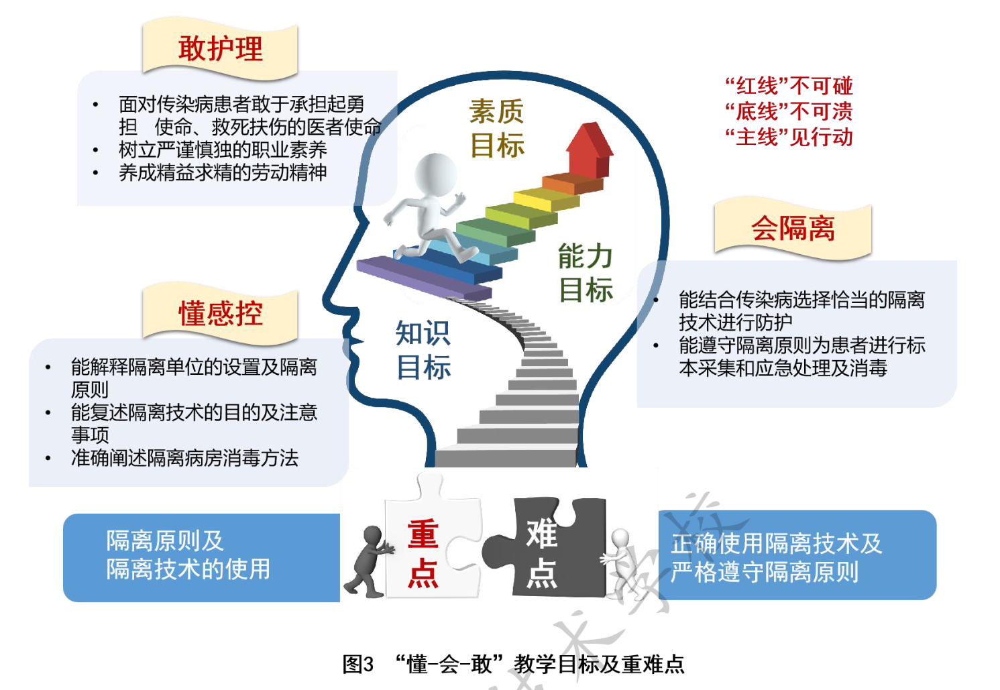 敢护理
• 面对传染病患者敢于承担起勇
担 使命、救死扶伤的医者使命
• 树立严谨慎独的职业素养
• 养成精益求精的劳动精神
素质
目标
“红线”不可碰
“底线”不可溃
“主线”见行动
会隔离
• 能结合传染病选择恰当的隔离
技术进行防护
• 能遵守隔离原则为患者进行标
本采集和应急处理及消毒
能力
目标
懂感控
• 能解释隔离单位的设置及隔离
原则
• 能复述隔离技术的目的及注意
事项
• 准确阐述隔离病房消毒方法
知识
目标
隔离原则及
隔离技术的使用
重
点
难
点
正确使用隔离技术及
严格遵守隔离原则
技术学校
图3 “懂-会-敢”教学目标及重难点